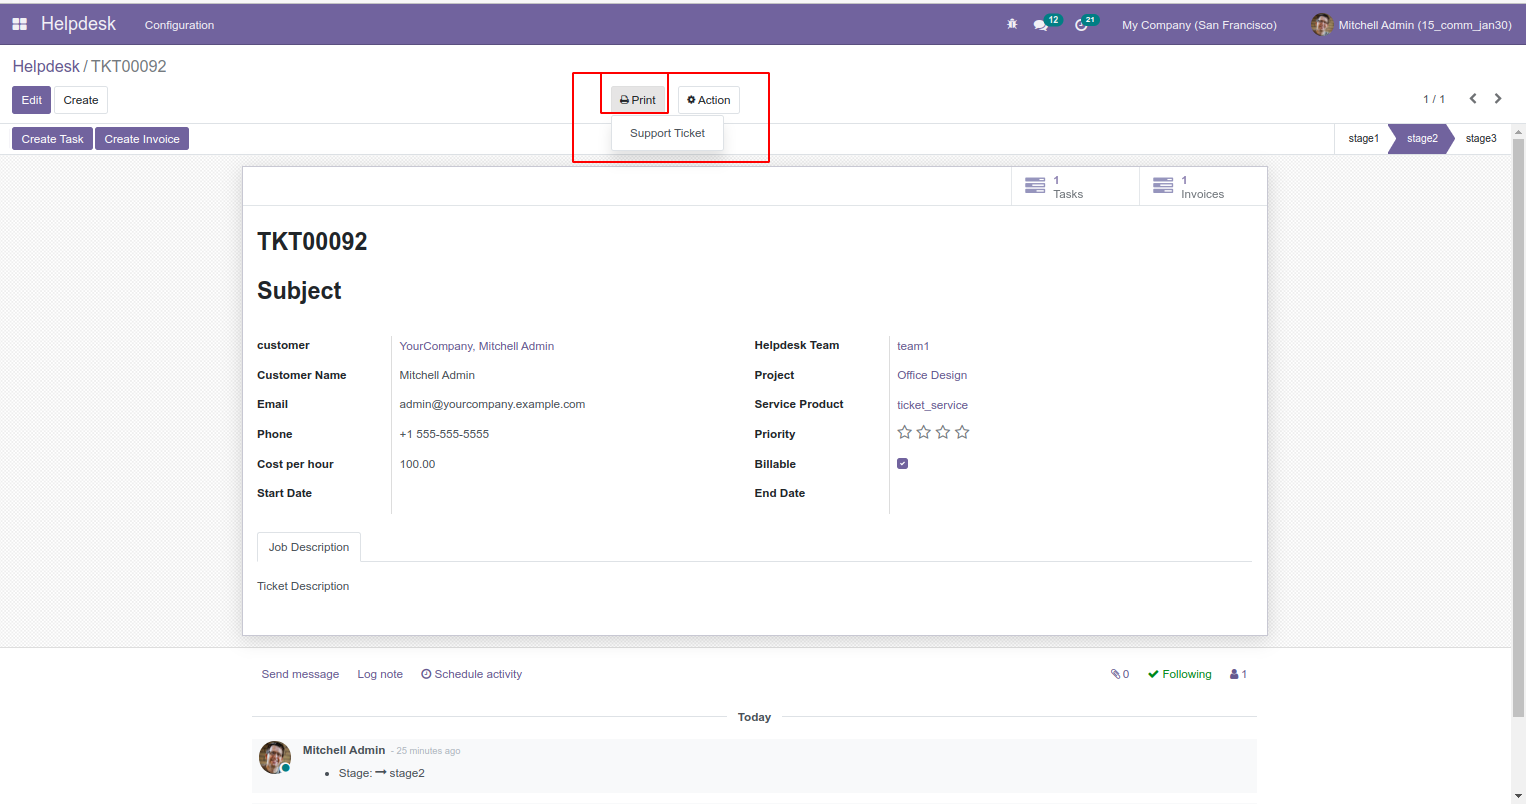 Helpdesk Configuration 12 21 My Company (San Francisco) Mitchell Admin (15_comm_jan30)
Helpdesk / TKT00092
Edit Create Print Action 1 / 1
Support Ticket
Create Task Create Invoice stage1 stage2 stage3
1 Tasks
1 Invoices
TKT00092
Subject
customer YourCompany, Mitchell Admin Helpdesk Team team1
Customer Name Mitchell Admin Project Office Design
Email admin@yourcompany.example.com Service Product ticket_service
Phone +1 555-555-5555 Priority
Cost per hour 100.00 Billable
Start Date End Date
Job Description
Ticket Description
Send message Log note Schedule activity 0 Following 1
Today
Mitchell Admin - 25 minutes ago
• Stage: → stage2